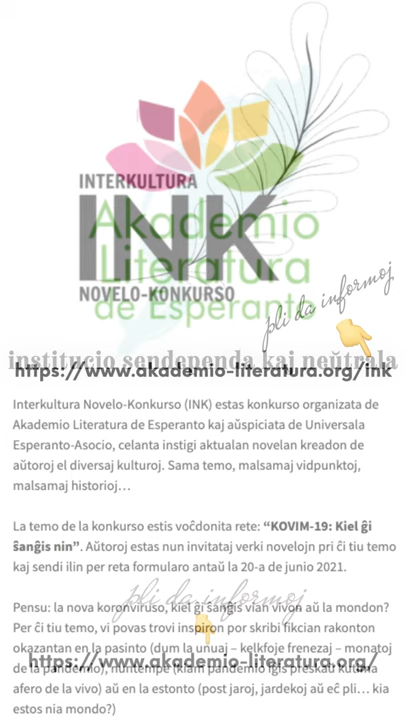 INTERKULTURA
INK
Akademio
Literatura
NOVELO-KONKURSO
de Esperanto
pli da informoj
institucio sendependa kaj neŭtrala
https://www.akademio-literatura.org/ink
Interkultura Novelo-Konkurso (INK) estas konkurso organizata de
Akademio Literatura de Esperanto kaj aŭspiciata de Universala
Esperanto-Asocio, celanta instigi aktualan novelan kreadon de
aŭtoroj el diversaj kulturoj. Sama temo, malsamaj vidpunktoj,
malsamaj historioj…
La temo de la konkurso estis voĉdonita rete: “KOVIM-19: Kiel ĝi
ŝanĝis nin”. Aŭtoroj estas nun invitataj verki novelojn pri ĉi tiu temo
kaj sendi ilin per reta formularo antaŭ la 20-a de junio 2021.
pli da informoj
Pensu: la nova koronviruso, kiel ĝi ŝanĝis vian vivon aŭ la mondon?
Per ĉi tiu temo, vi povas trovi inspiron por skribi fikcian rakonton
okazantan en la pasinto (dum la unuaj – kelkfoje frenezaj – monatoj
https://www.akademio-literatura.org/
de la pandemio), nuntempe (kiam pandemio iĝis preskaŭ kutima
afero de la vivo) aŭ en la estonto (post jaroj, jardekoj aŭ eĉ pli… kia
estos nia mondo?)